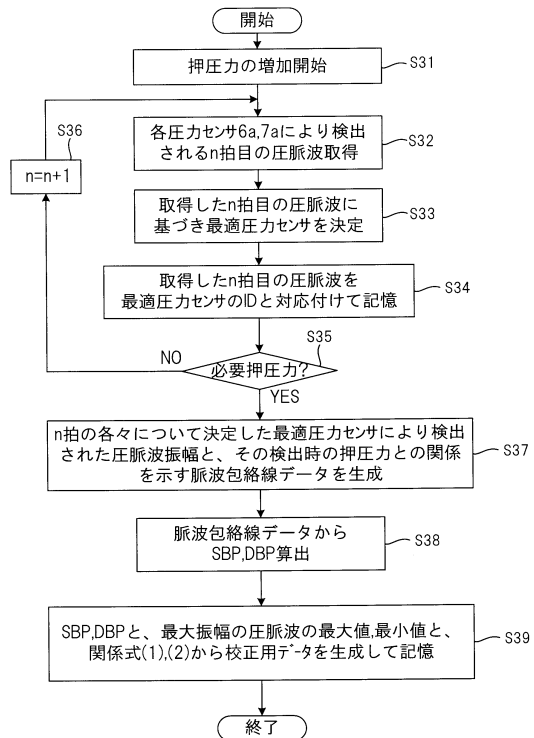 開始
押圧力の増加開始
S31
S36
n=n+1
各圧力センサ6a,7aにより検出
されるn拍目の圧脈波取得
S32
取得したn拍目の圧脈波に
基づき最適圧力センサを決定
S33
取得したn拍目の圧脈波を
最適圧力センサのIDと対応付けて記憶
S34
S35
NO
必要押圧力?
YES
n拍の各々について決定した最適圧力センサにより検出
された圧脈波振幅と、その検出時の押圧力との関係
を示す脈波包絡線データを生成
S37
脈波包絡線データから
SBP,DBP算出
S38
SBP,DBPと、最大振幅の圧脈波の最大値,最小値と、
関係式(1),(2)から校正用データを生成して記憶
S39
終了